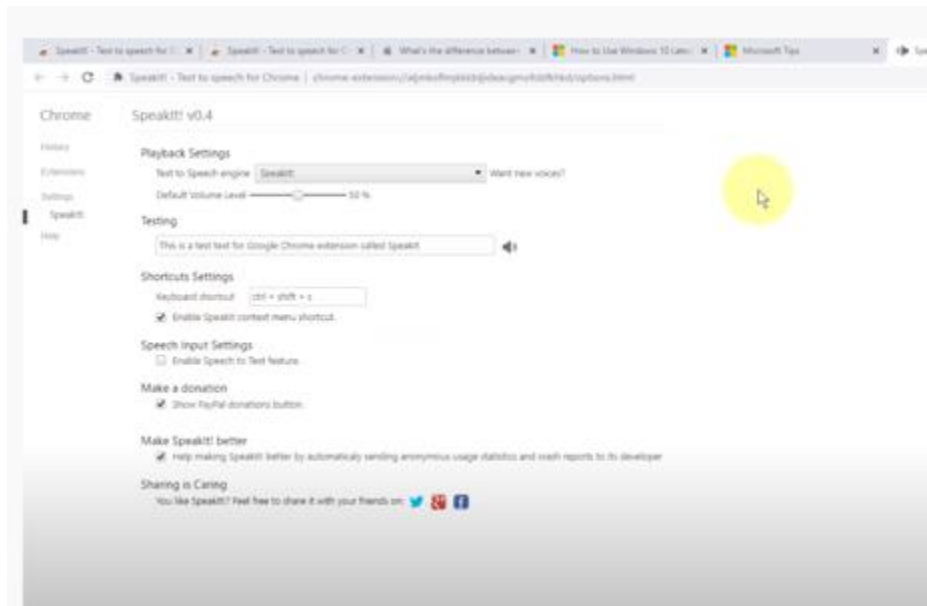 SpeakIt! - Text to speech for C
SpeakIt! - Text to speech for C
What's the difference between
How to Use Windows 10
Microsoft Tips
SpeakIt! - Text to speech for Chrome
Chrome
SpeakIt! v0.4
History
Extensions
Settings
SpeakIt!
Help
Playback Settings
Text to Speech engine SpeakIt! Want new voices?
Default Volume Level 50 %
Testing
This is a test text for Google Chrome extension called SpeakIt
Shortcuts Settings
Keyboard shortcut ctrl + shift + s
Enable SpeakIt context menu shortcut.
Speech Input Settings
Enable Speech to Text feature.
Make a donation
Show PayPal donations button.
Make SpeakIt! better
Help making SpeakIt! better by automaticaly sending anonymous usage statistics and crash reports to its developer
Sharing is Caring
You like SpeakIt!? Feel free to share it with your friends on: